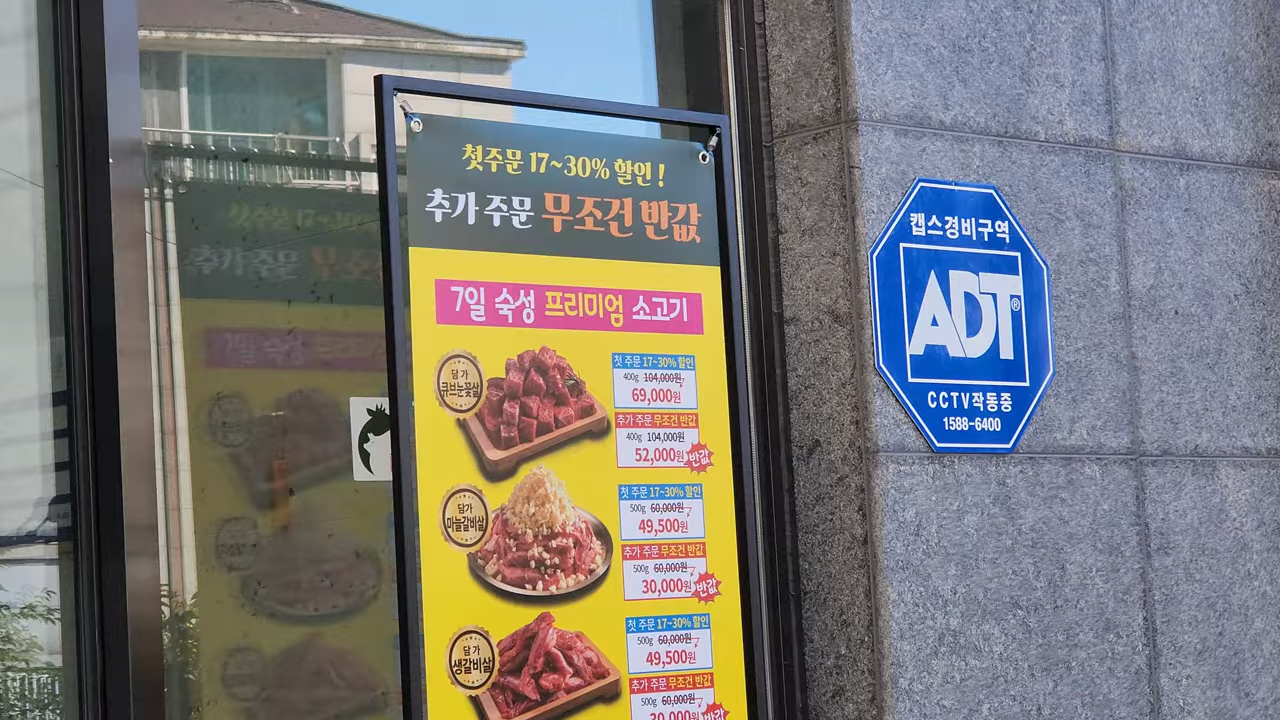 첫주문 17~30% 할인 !
추가 주문 무조건 반값
7일 숙성 프리미엄 소고기
담가
큐브눈꽃살
첫 주문 17~30% 할인
400g 104,000원
69,000원
추가 주문 무조건 반값
400g 104,000원
52,000원 반값
담가
마늘갈비살
첫 주문 17~30% 할인
500g 60,000원
49,500원
추가 주문 무조건 반값
500g 60,000원
30,000원 반값
담가
생갈비살
첫 주문 17~30% 할인
500g 60,000원
49,500원
추가 주문 무조건 반값
500g 60,000원
30,000원 반값
캡스경비구역
ADT®
CCTV작동중
1588-6400